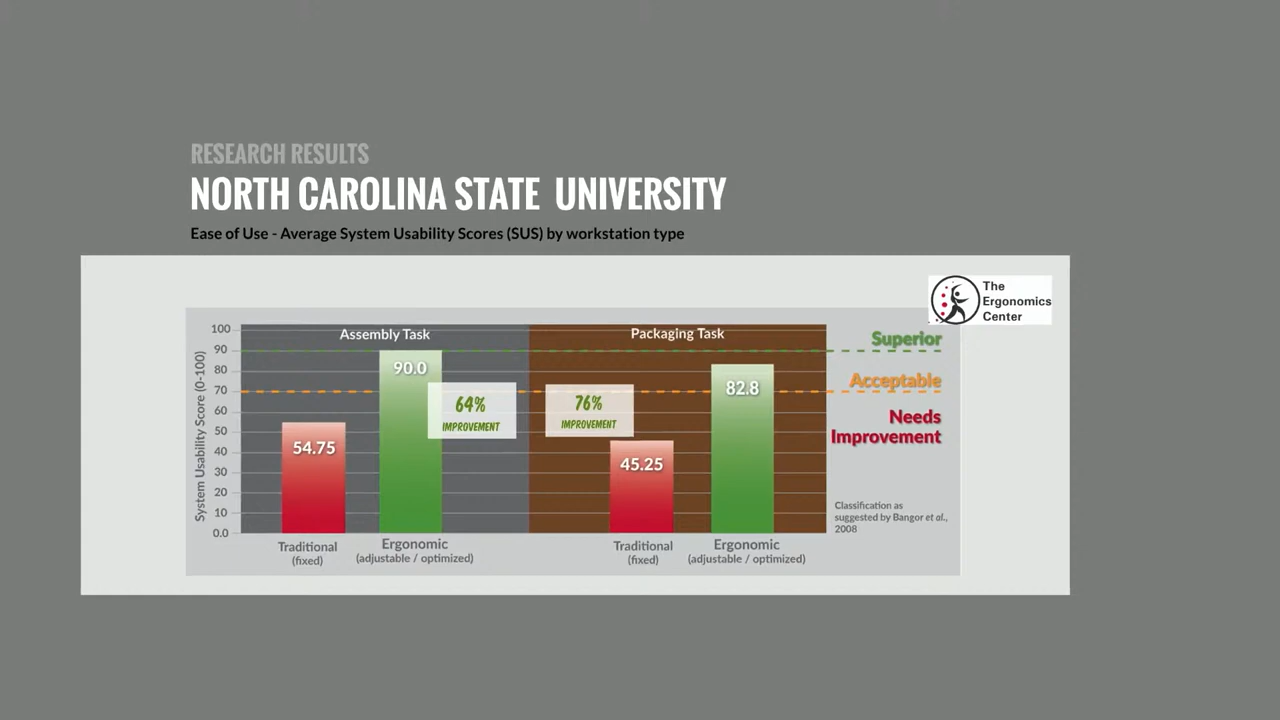 RESEARCH RESULTS
NORTH CAROLINA STATE UNIVERSITY
Ease of Use - Average System Usability Scores (SUS) by workstation type
The
Ergonomics
Center
System Usability Score (0-100)
100
90
80
70
60
50
40
30
20
10
0.0
Assembly Task
54.75
90.0
64%
IMPROVEMENT
Traditional
(fixed)
Ergonomic
(adjustable / optimized)
Packaging Task
76%
IMPROVEMENT
45.25
82.8
Traditional
(fixed)
Ergonomic
(adjustable / optimized)
Superior
Acceptable
Needs
Improvement
Classification as
suggested by Bangor et al.,
2008